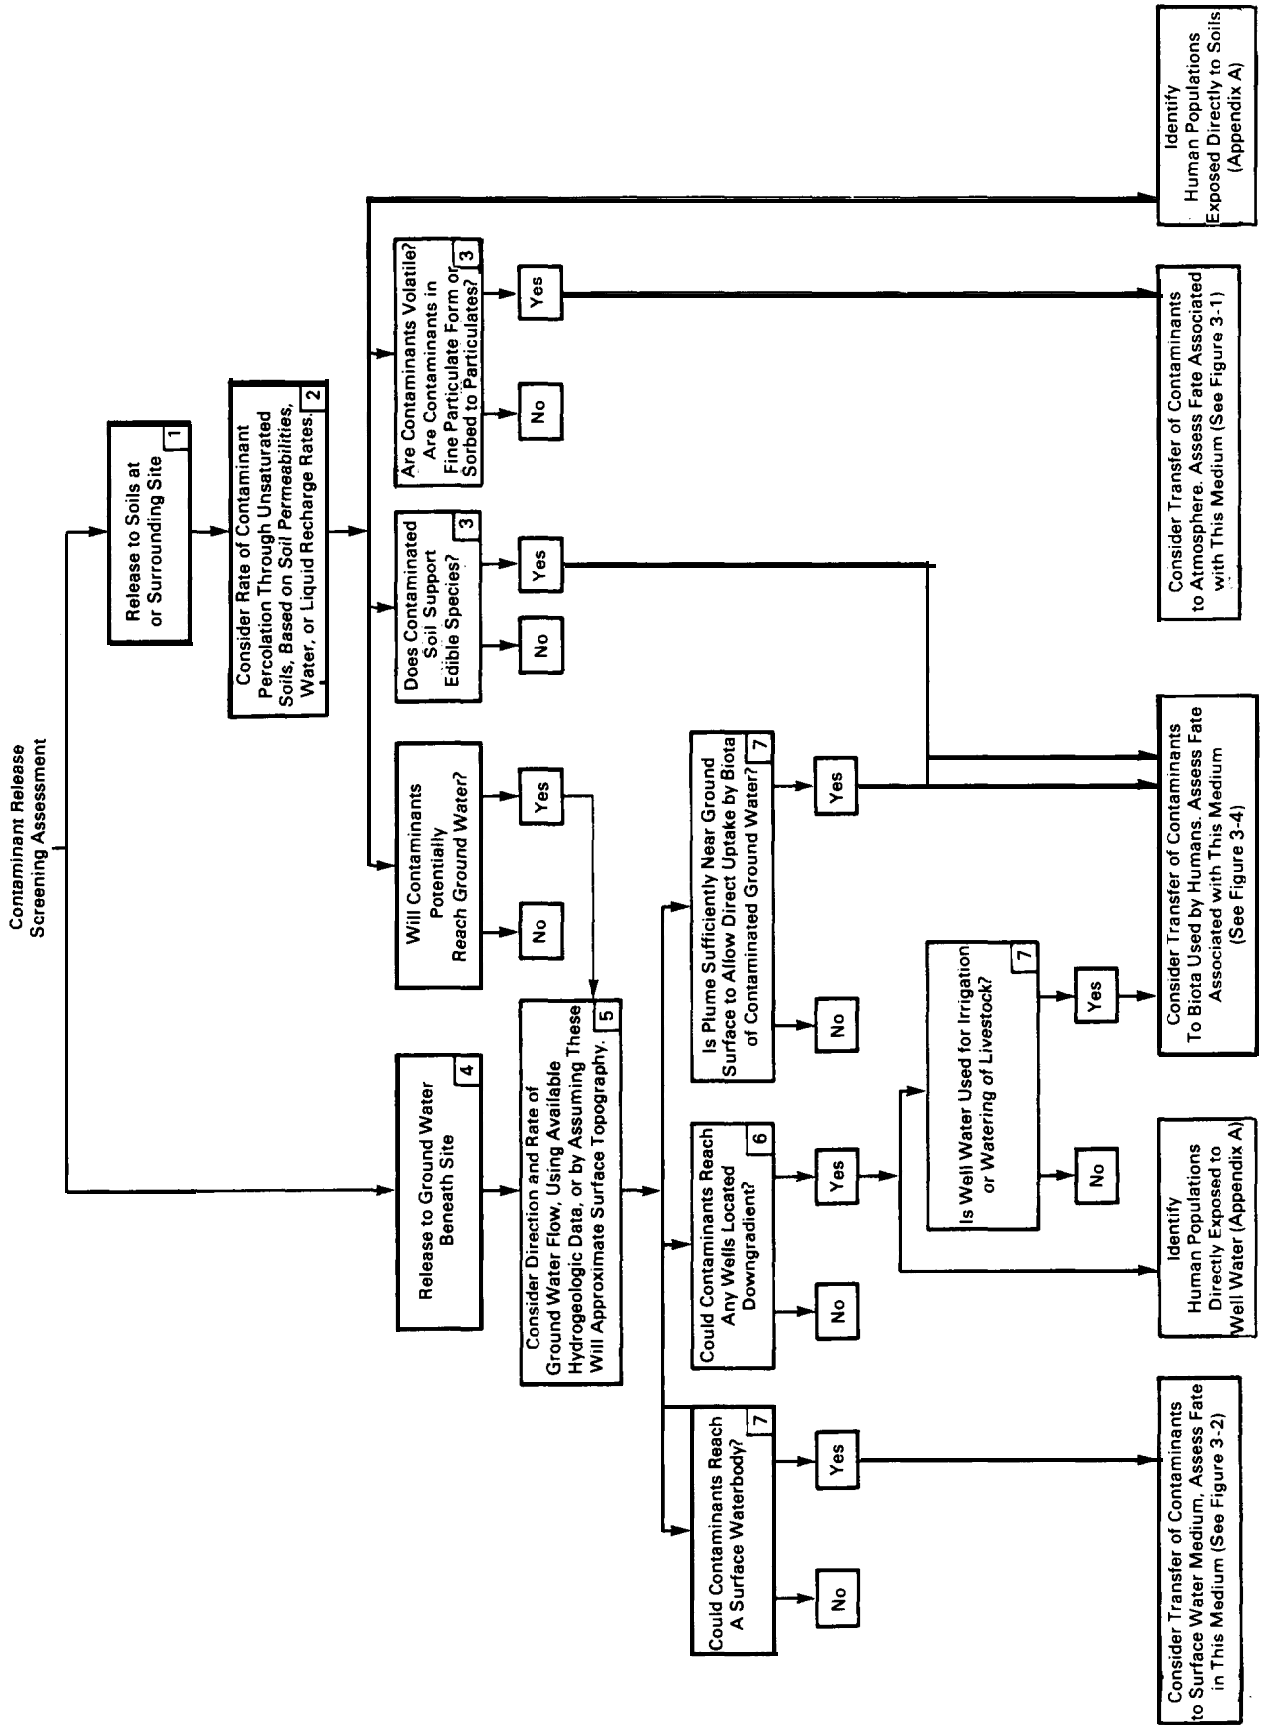 Contaminant Release
Screening Assessment
Release to Soils at
or Surrounding Site
1
Consider Rate of Contaminant
Percolation Through Unsaturated
Soils, Based on Soil Permeabilities,
Water, or Liquid Recharge Rates.
2
Release to Ground Water
Beneath Site
4
Will Contaminants
Potentially
Reach Ground Water?
Does Contaminated
Soil Support
Edible Species?
3
Are Contaminants Volatile?
Are Contaminants in
Fine Particulate Form or
Sorbed to Particulates?
3
No
Yes
No
Yes
No
Yes
Consider Direction and Rate of
Ground Water Flow, Using Available
Hydrogeologic Data, or by Assuming These
Will Approximate Surface Topography.
5
Could Contaminants Reach
A Surface Waterbody?
7
Could Contaminants Reach
Any Wells Located
Downgradient?
6
Is Plume Sufficiently Near Ground
Surface to Allow Direct Uptake by Biota
of Contaminated Ground Water?
7
No
Yes
No
Yes
No
Yes
Is Well Water Used for Irrigation
or Watering of Livestock?
7
No
Yes
Consider Transfer of Contaminants
to Surface Water Medium, Assess Fate
in This Medium (See Figure 3-2)
Identify
Human Populations
Directly Exposed to
Well Water (Appendix A)
Consider Transfer of Contaminants
To Biota Used by Humans. Assess Fate
Associated with This Medium
(See Figure 3-4)
Consider Transfer of Contaminants
to Atmosphere. Assess Fate Associated
with This Medium (See Figure 3-1)
Identify
Human Populations
Exposed Directly to Soils
(Appendix A)